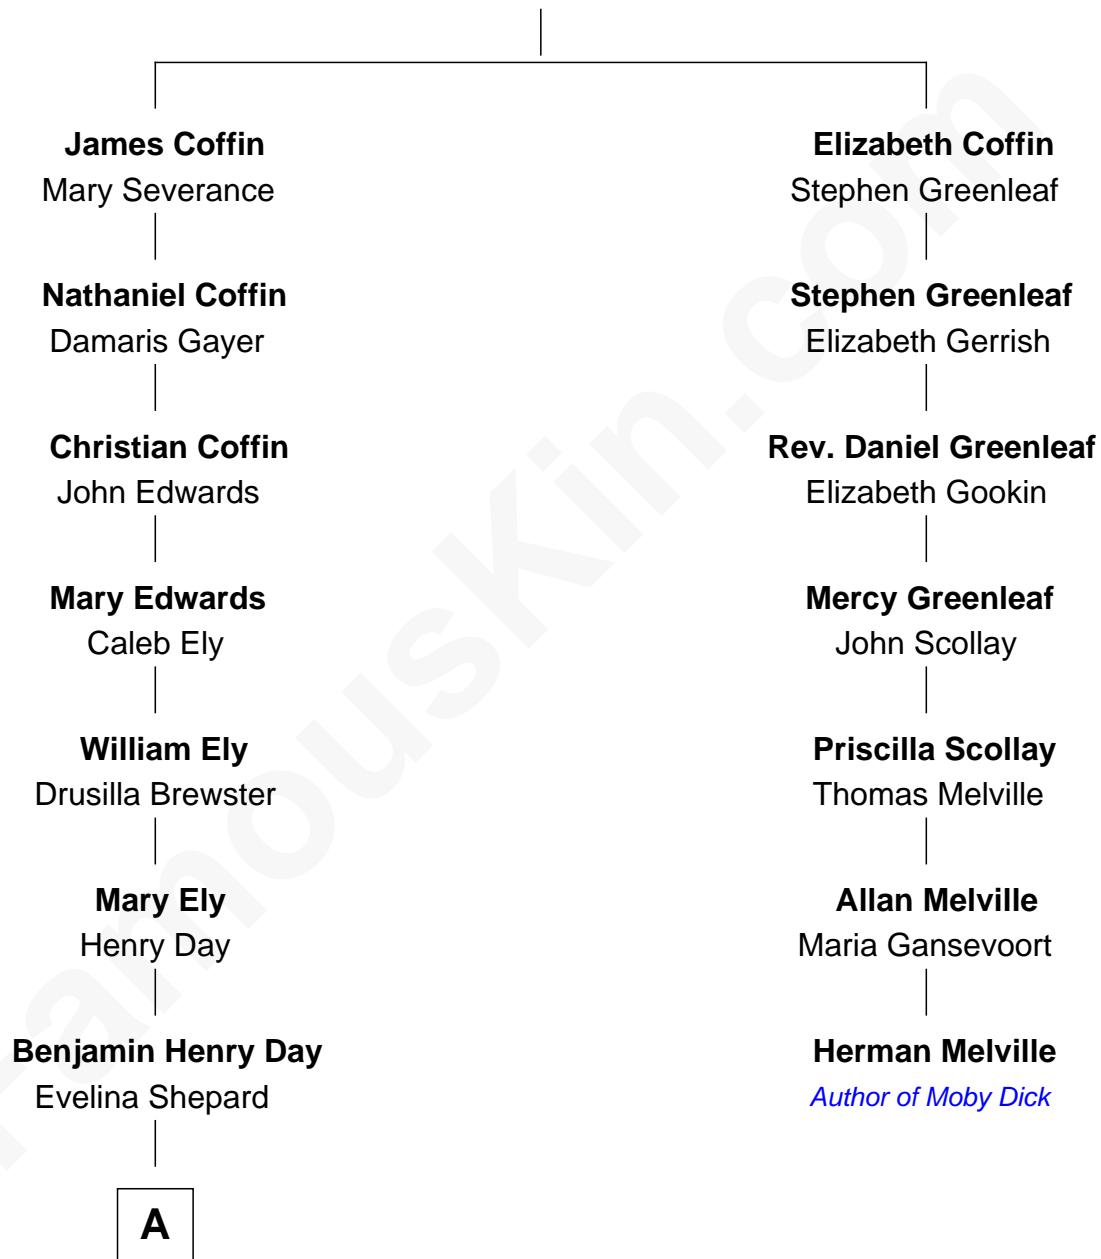 James Coffin
Mary Severance
Nathaniel Coffin
Damaris Gayer
Christian Coffin
John Edwards
Mary Edwards
Caleb Ely
William Ely
Drusilla Brewster
Mary Ely
Henry Day
Benjamin Henry Day
Evelina Shepard
A
Elizabeth Coffin
Stephen Greenleaf
Stephen Greenleaf
Elizabeth Gerrish
Rev. Daniel Greenleaf
Elizabeth Gookin
Mercy Greenleaf
John Scollay
Priscilla Scollay
Thomas Melville
Allan Melville
Maria Gansevoort
Herman Melville
Author of Moby Dick
FamousKin.com